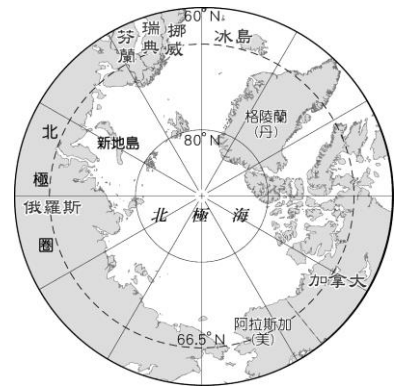 60°N
冰島
挪威
瑞典
芬蘭
格陵蘭
(丹)
80°N
新地島
北極圈
俄羅斯
北極海
加拿大
阿拉斯加
(美)
66.5°N